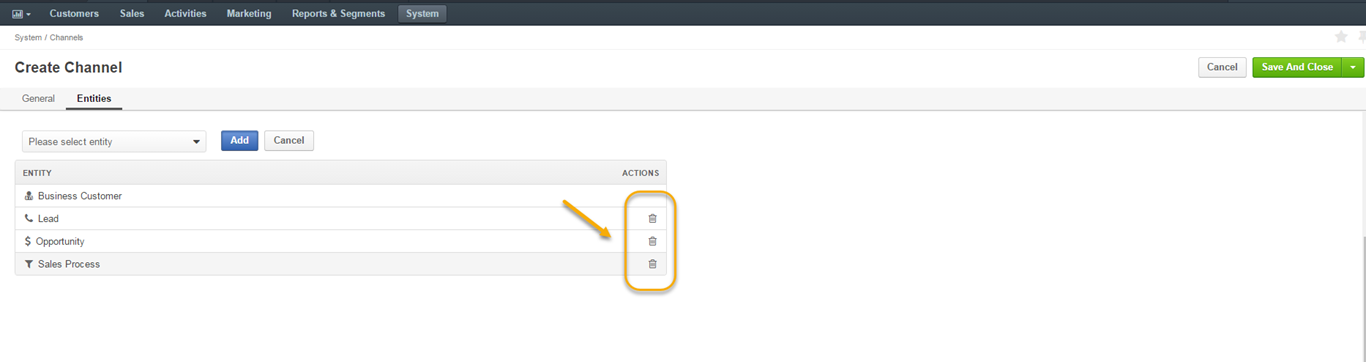 Customers Sales Activities Marketing Reports & Segments System
System / Channels
Create Channel Cancel Save And Close
General Entities
Please select entity Add Cancel
ENTITY ACTIONS
Business Customer
Lead
$ Opportunity
Sales Process